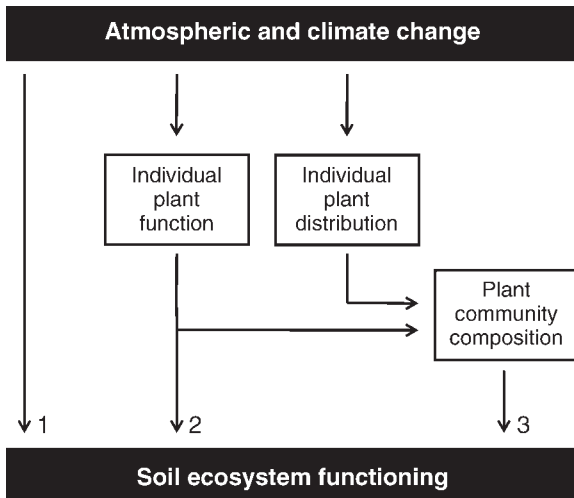 Atmospheric and climate change
Individual
plant
function
Individual
plant
distribution
Plant
community
composition
1
2
3
Soil ecosystem functioning